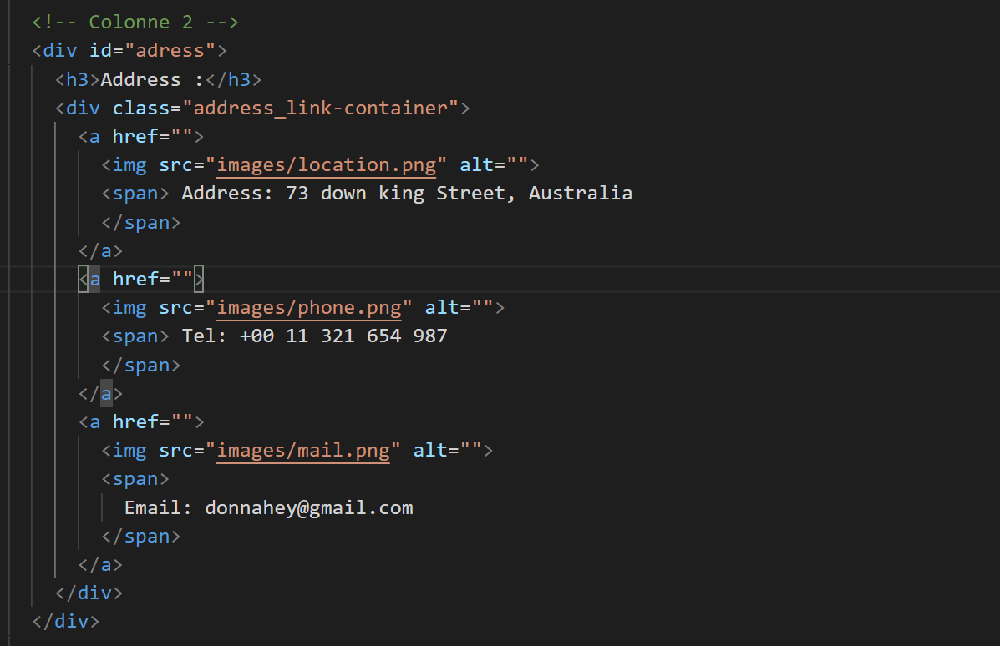 <!-- Colonne 2 -->
<div id="adress">
<h3>Address :</h3>
<div class="address_link-container">
<a href="">
<img src="images/location.png" alt="">
<span> Address: 73 down king Street, Australia
</span>
</a>
<a href="">
<img src="images/phone.png" alt="">
<span> Tel: +00 11 321 654 987
</span>
</a>
<a href="">
<img src="images/mail.png" alt="">
<span>
Email: donnahey@gmail.com
</span>
</a>
</div>
</div>